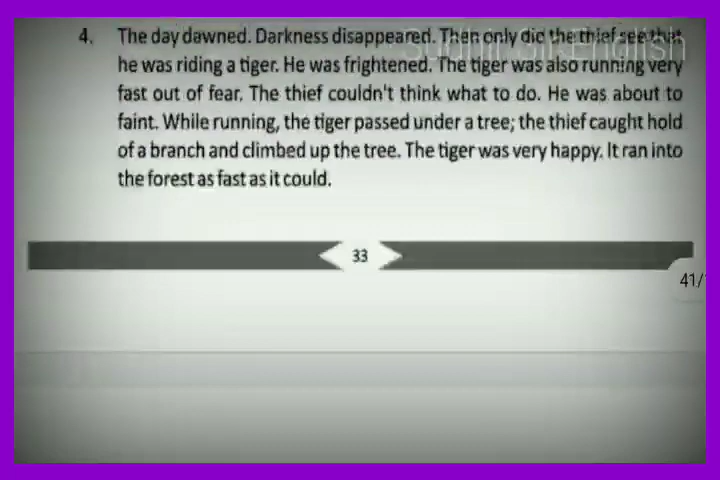 4. The day dawned. Darkness disappeared. Then only did the thief see that
he was riding a tiger. He was frightened. The tiger was also running very
fast out of fear. The thief couldn't think what to do. He was about to
faint. While running, the tiger passed under a tree; the thief caught hold
of a branch and climbed up the tree. The tiger was very happy. It ran into
the forest as fast as it could.
33
41/